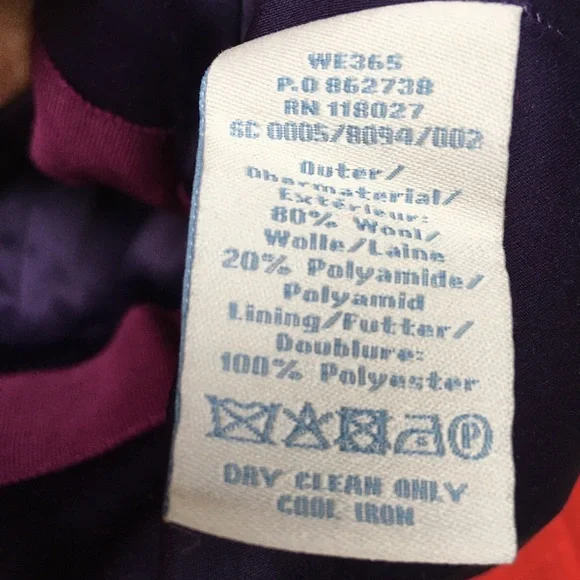 WE365
P.O 862738
RN 118027
SC 0005/8094/002
Outer/
Obermaterial/
Extérieur:
80% Wool/
Wolle/Laine
20% Polyamide/
Polyamid
Lining/Futter/
Doublure:
100% Polyester
P
DRY CLEAN ONLY
COOL IRON